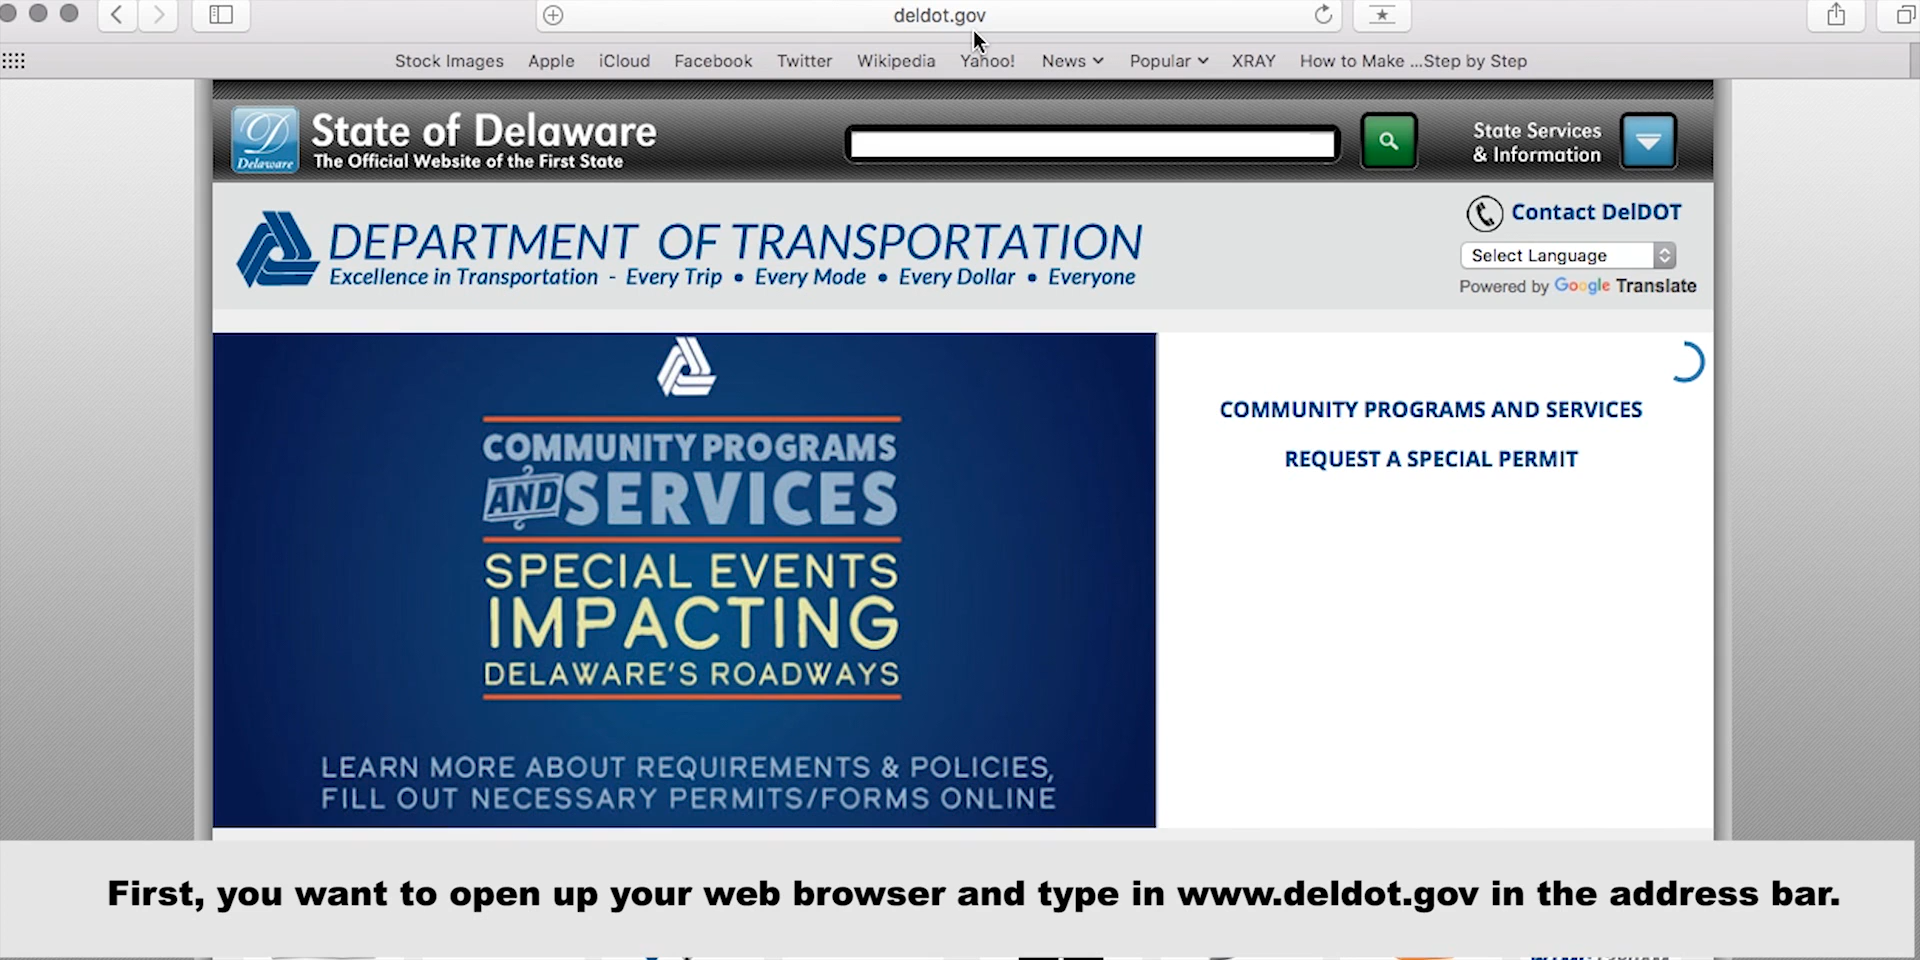 deldot.gov
Stock Images Apple iCloud Facebook Twitter Wikipedia Yahoo! News Popular XRAY How to Make ...Step by Step
Delaware
State of Delaware
The Official Website of the First State
State Services
& Information
DEPARTMENT OF TRANSPORTATION
Excellence in Transportation - Every Trip • Every Mode • Every Dollar • Everyone
Contact DelDOT
Select Language
Powered by Google Translate
COMMUNITY PROGRAMS
AND SERVICES
SPECIAL EVENTS
IMPACTING
DELAWARE'S ROADWAYS
LEARN MORE ABOUT REQUIREMENTS & POLICIES,
FILL OUT NECESSARY PERMITS/FORMS ONLINE
COMMUNITY PROGRAMS AND SERVICES
REQUEST A SPECIAL PERMIT
First, you want to open up your web browser and type in www.deldot.gov in the address bar.